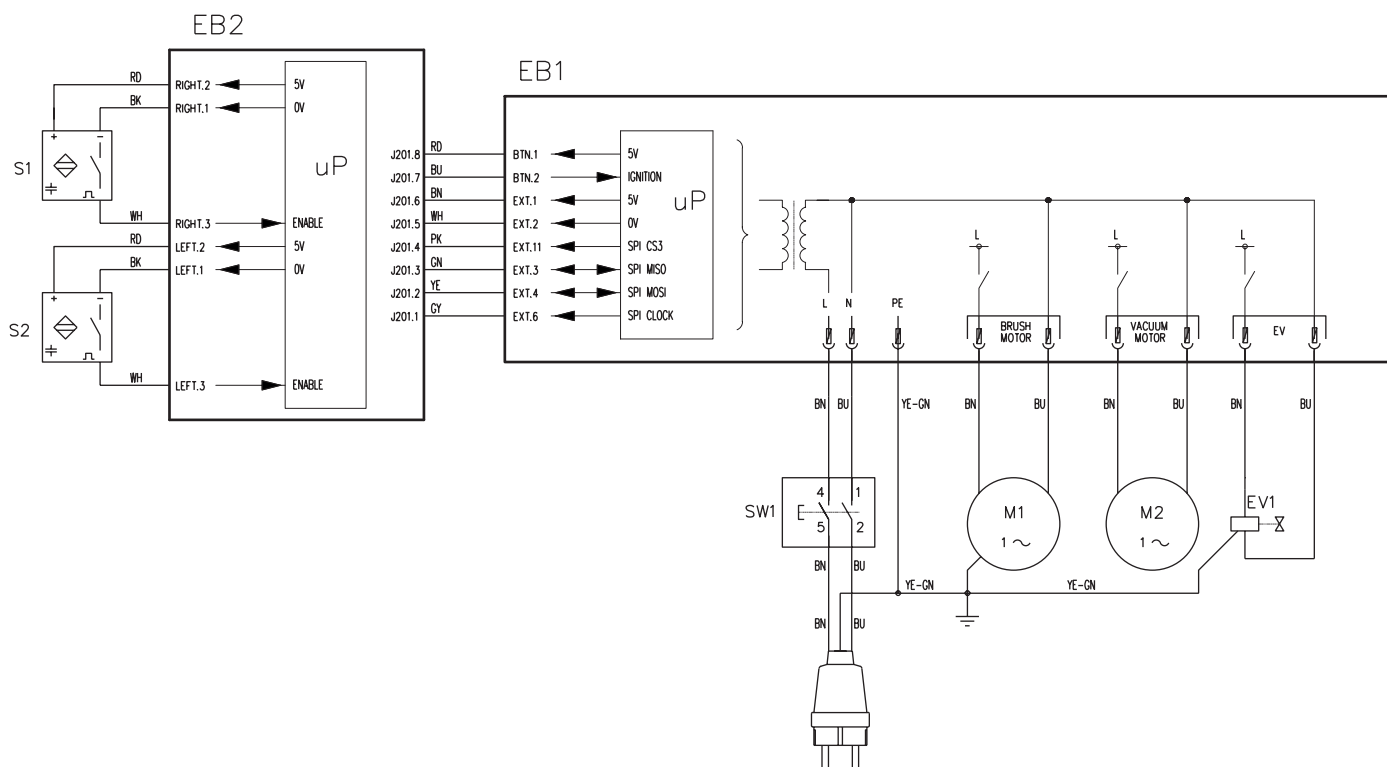 EB2
EB1
RD
RIGHT.2
5V
BK
RIGHT.1
0V
uP
S1
+
−
WH
RIGHT.3
ENABLE
RD
LEFT.2
5V
BK
LEFT.1
0V
S2
+
−
WH
LEFT.3
ENABLE
J201.8
RD
BTN.1
5V
J201.7
BU
BTN.2
IGNITION
J201.6
BN
EXT.1
5V
J201.5
WH
EXT.2
0V
J201.4
PK
EXT.11
SPI CS3
J201.3
GN
EXT.3
SPI MISO
J201.2
YE
EXT.4
SPI MOSI
J201.1
GY
EXT.6
SPI CLOCK
uP
L
L
L
L
N
PE
BRUSH
MOTOR
VACUUM
MOTOR
EV
BN
BU
YE-GN
BN
BU
BN
BU
BN
BU
SW1
4
1
5
2
M1
1 ~
M2
1 ~
EV1
BN
BU
YE-GN
YE-GN
BN
BU